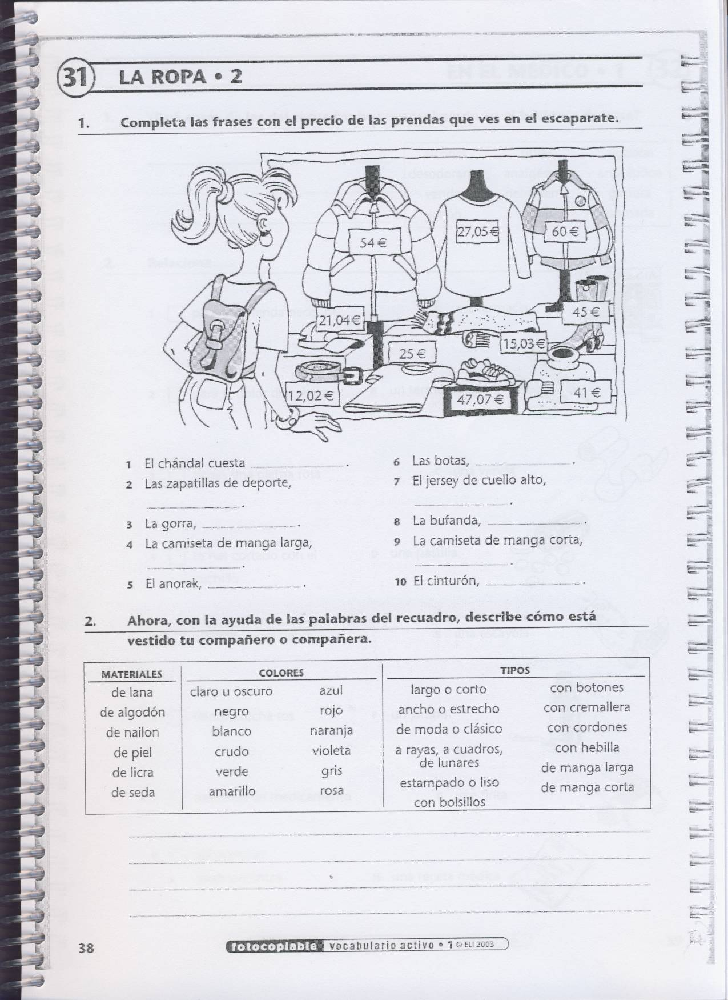 31 LA ROPA • 2
1. Completa las frases con el precio de las prendas que ves en el escaparate.
54 €
27,05 €
60 €
21,04 €
45 €
25 €
15,03 €
12,02 €
47,07 €
41 €
1 El chándal cuesta ______________.
2 Las zapatillas de deporte,
______________.
3 La gorra, ______________.
4 La camiseta de manga larga,
______________.
5 El anorak, ______________.
6 Las botas, ______________.
7 El jersey de cuello alto,
______________.
8 La bufanda, ______________.
9 La camiseta de manga corta,
______________.
10 El cinturón, ______________.
2. Ahora, con la ayuda de las palabras del recuadro, describe cómo está
vestido tu compañero o compañera.
MATERIALES
de lana
de algodón
de nailon
de piel
de licra
de seda
COLORES
claro u oscuro azul
negro rojo
blanco naranja
crudo violeta
verde gris
amarillo rosa
TIPOS
largo o corto
ancho o estrecho
de moda o clásico
a rayas, a cuadros,
de lunares
estampado o liso
con bolsillos
con botones
con cremallera
con cordones
con hebilla
de manga larga
de manga corta
38
fotocopiable vocabulario activo • 1 © ELI 2003